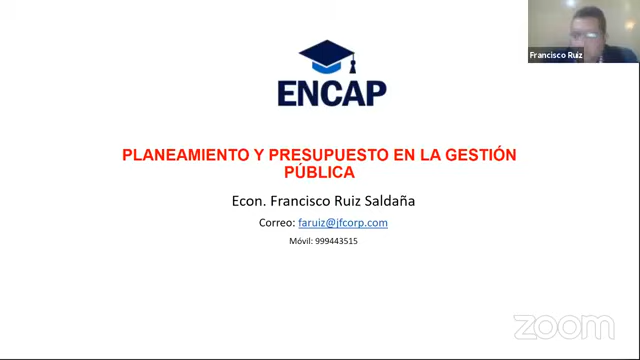 Francisco Ruiz
ENCAP
PLANEAMIENTO Y PRESUPUESTO EN LA GESTIÓN
PÚBLICA
Econ. Francisco Ruiz Saldaña
Correo: faruiz@jfcorp.com
Móvil: 999443515
zoom